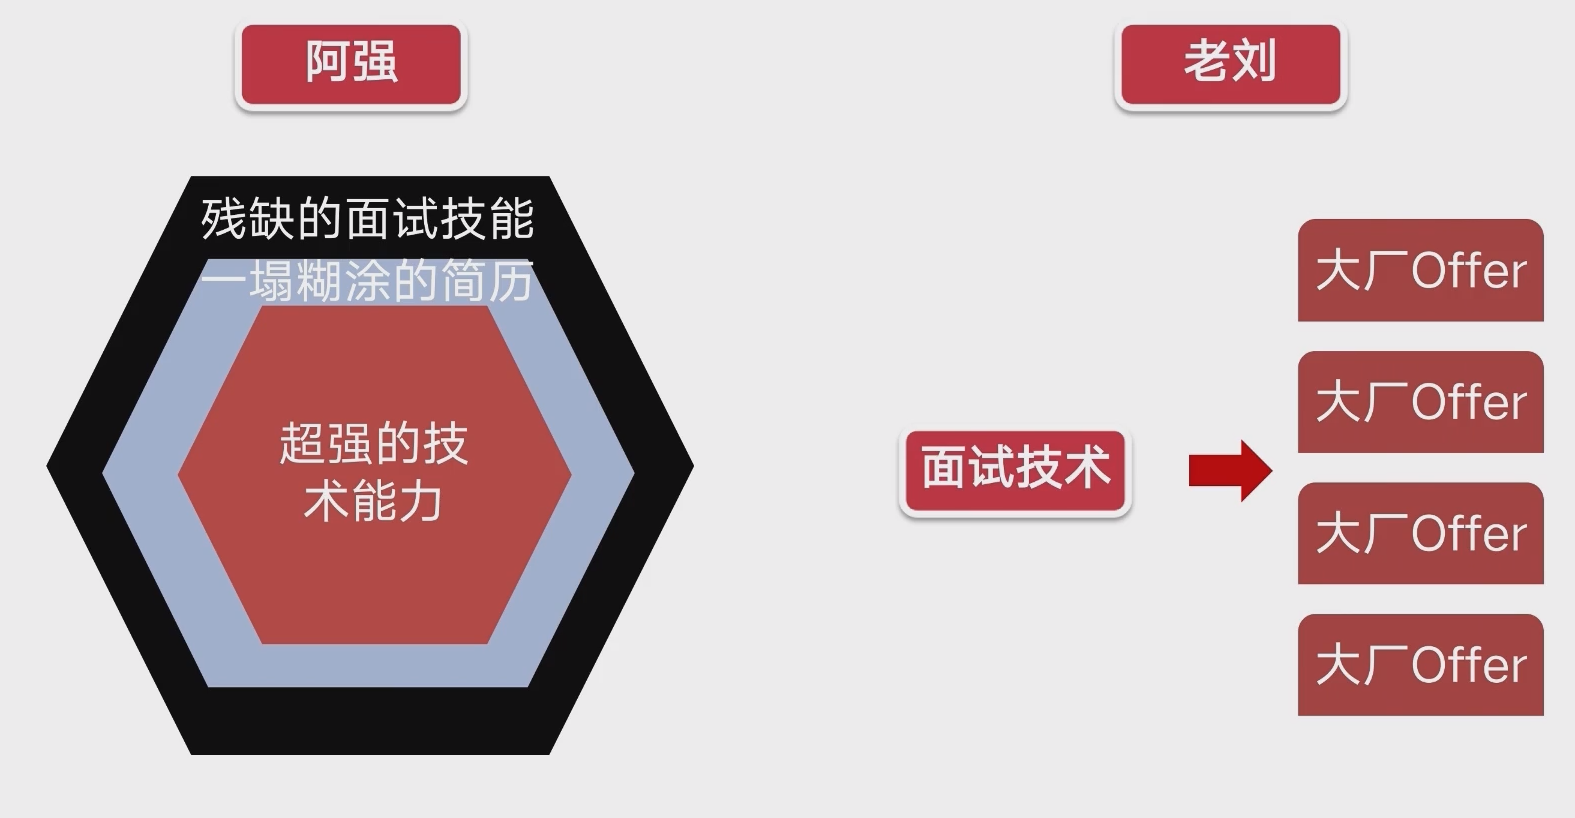 阿强
残缺的面试技能
一塌糊涂的简历
超强的技
术能力
老刘
面试技术
大厂Offer
大厂Offer
大厂Offer
大厂Offer